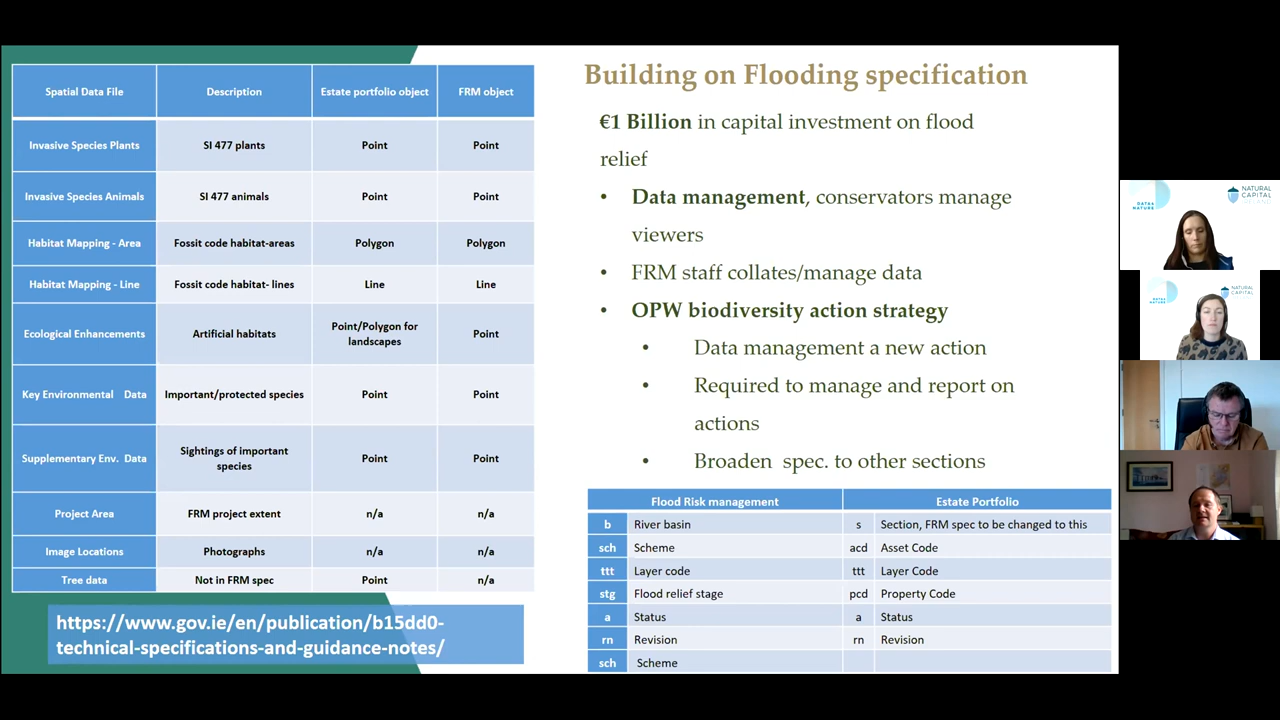 Spatial Data File Description Estate portfolio object FRM object
Invasive Species Plants SI 477 plants Point Point
Invasive Species Animals SI 477 animals Point Point
Habitat Mapping - Area Fossit code habitat-areas Polygon Polygon
Habitat Mapping - Line Fossit code habitat- lines Line Line
Ecological Enhancements Artificial habitats Point/Polygon for
landscapes Point
Key Environmental Data Important/protected species Point Point
Supplementary Env. Data Sightings of important
species Point Point
Project Area FRM project extent n/a n/a
Image Locations Photographs n/a n/a
Tree data Not in FRM spec Point n/a
https://www.gov.ie/en/publication/b15dd0-
technical-specifications-and-guidance-notes/
Building on Flooding specification
€1 Billion in capital investment on flood
relief
• Data management, conservators manage
viewers
• FRM staff collates/manage data
• OPW biodiversity action strategy
• Data management a new action
• Required to manage and report on
actions
• Broaden spec. to other sections
Flood Risk management Estate Portfolio
b River basin s Section, FRM spec to be changed to this
sch Scheme acd Asset Code
ttt Layer code ttt Layer Code
stg Flood relief stage pcd Property Code
a Status a Status
rn Revision rn Revision
sch Scheme
NATURAL
CAPITAL
NATURAL
CAPITAL